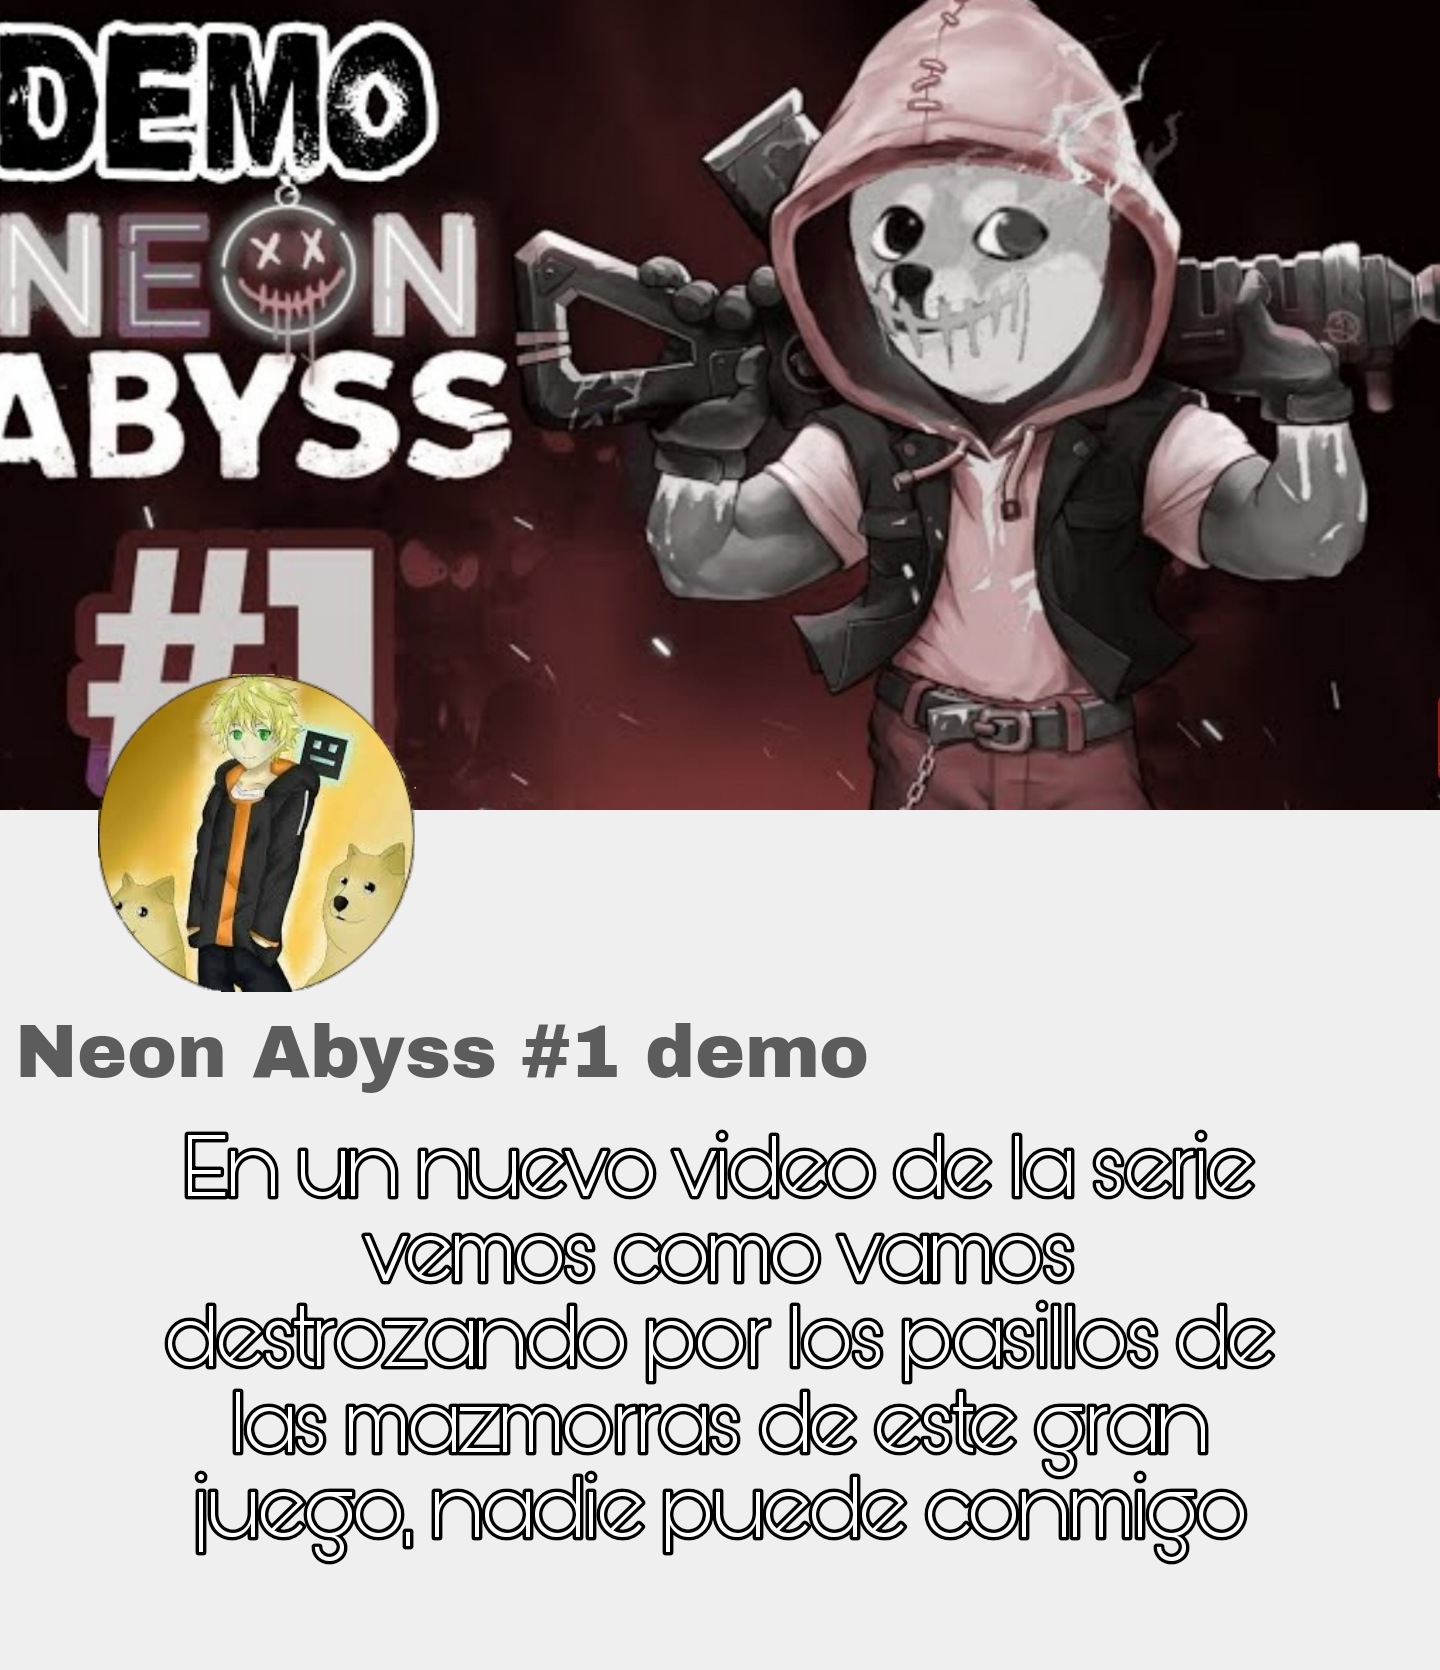 DEMO
NEON
ABYSS
#1
Neon Abyss #1 demo
En un nuevo video de la serie
vemos como vamos
destrozando por los pasillos de
las mazmorras de este gran
juego, nadie puede conmigo